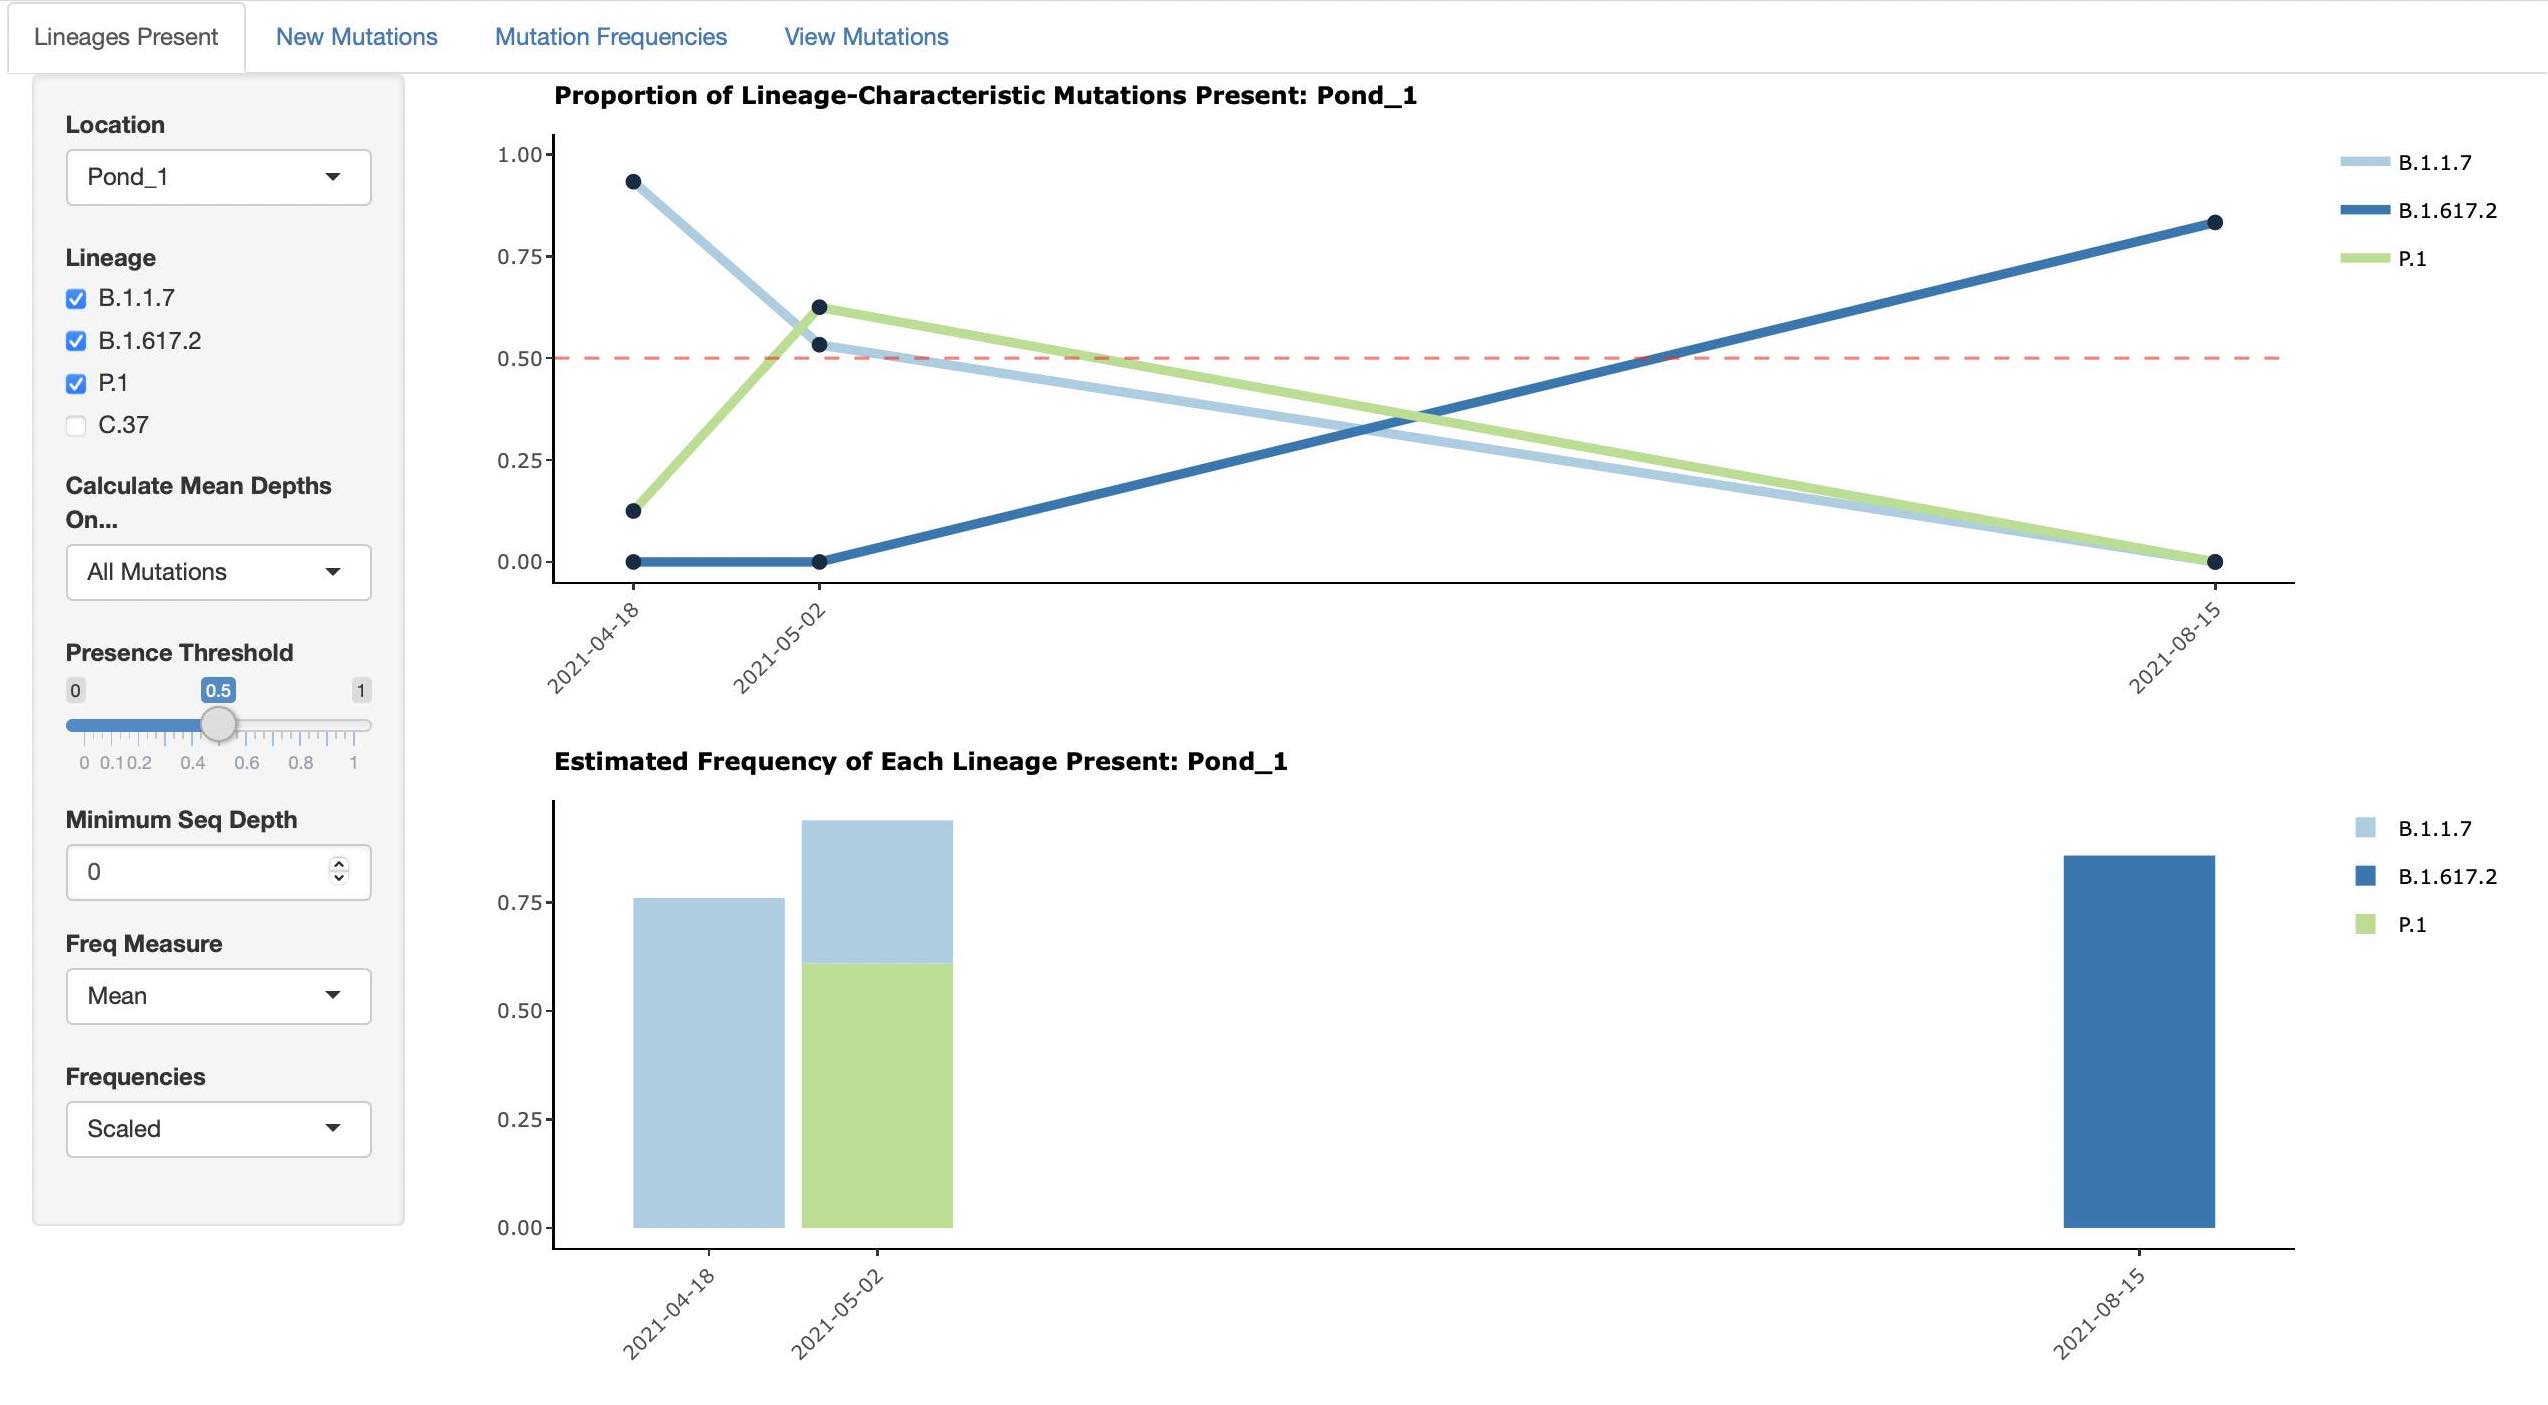 Lineages Present
New Mutations
Mutation Frequencies
View Mutations
Location
Pond_1
Lineage
B.1.1.7
B.1.617.2
P.1
C.37
Calculate Mean Depths
On...
All Mutations
Presence Threshold
0
0.5
1
0 0.1 0.2 0.4 0.6 0.8 1
Minimum Seq Depth
0
Freq Measure
Mean
Frequencies
Scaled
Proportion of Lineage-Characteristic Mutations Present: Pond_1
1.00
0.75
0.50
0.25
0.00
2021-04-18
2021-05-02
2021-08-15
B.1.1.7
B.1.617.2
P.1
Estimated Frequency of Each Lineage Present: Pond_1
0.75
0.50
0.25
0.00
2021-04-18
2021-05-02
2021-08-15
B.1.1.7
B.1.617.2
P.1